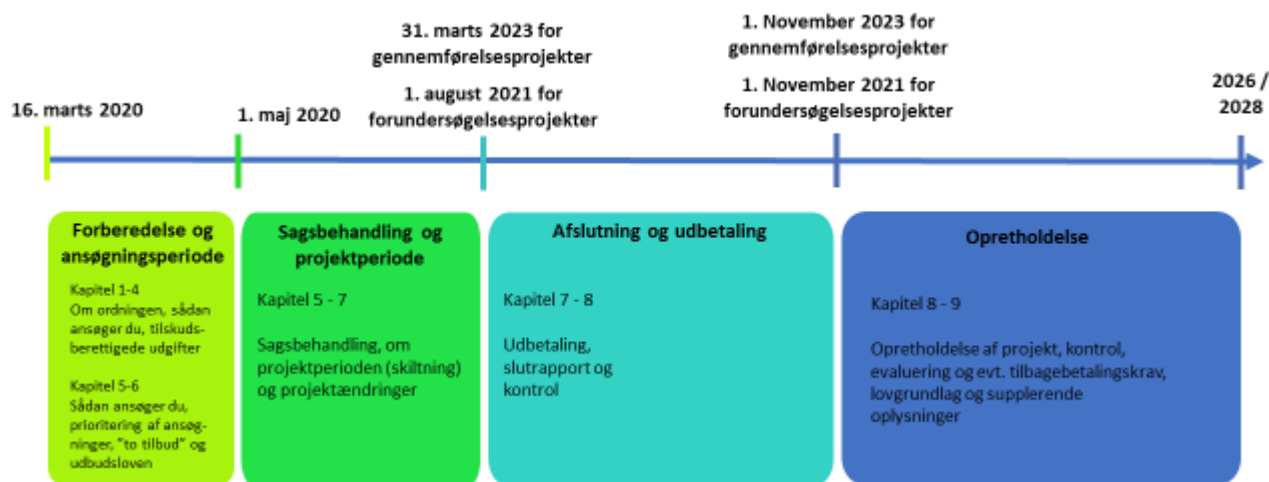 16. marts 2020
1. maj 2020
31. marts 2023 for
gennemførelsesprojekter
1. august 2021 for
forundersøgelsesprojekter
1. November 2023 for
gennemførelsesprojekter
1. November 2021 for
forundersøgelsesprojekter
2026 /
2028
Forberedelse og
ansøgningsperiode
Kapitel 1-4
Om ordningen, sådan
ansøger du, tilskuds-
berettigede udgifter
Kapitel 5-6
Sådan ansøger du,
prioritering af ansøg-
ninger, "to tilbud" og
udbudsloven
Sagsbehandling og
projektperiode
Kapitel 5 - 7
Sagsbehandling, om
projektperioden (skiltning)
og projektændringer
Afslutning og udbetaling
Kapitel 7 - 8
Udbetaling,
slutrapport og
kontrol
Opretholdelse
Kapitel 8 - 9
Opretholdelse af projekt, kontrol,
evaluering og evt. tilbagebetalingskrav,
lovgrundlag og supplerende
oplysninger